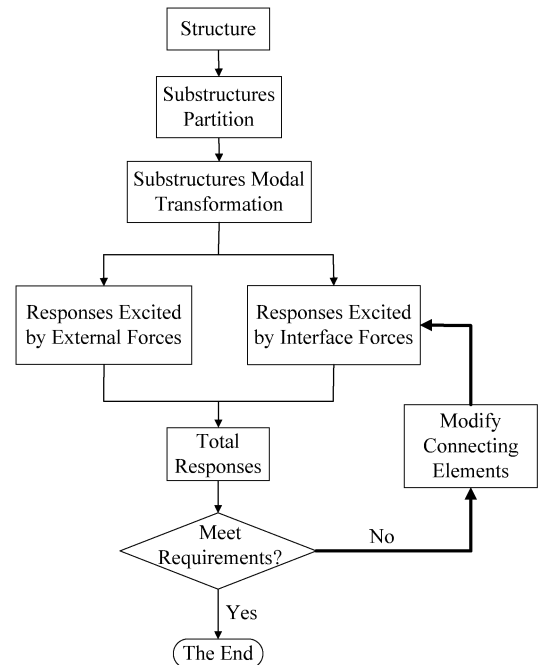 Structure
Substructures
Partition
Substructures Modal
Transformation
Responses Excited
by External Forces
Responses Excited
by Interface Forces
Modify
Connecting
Elements
Total
Responses
Meet
Requirements?
No
Yes
The End